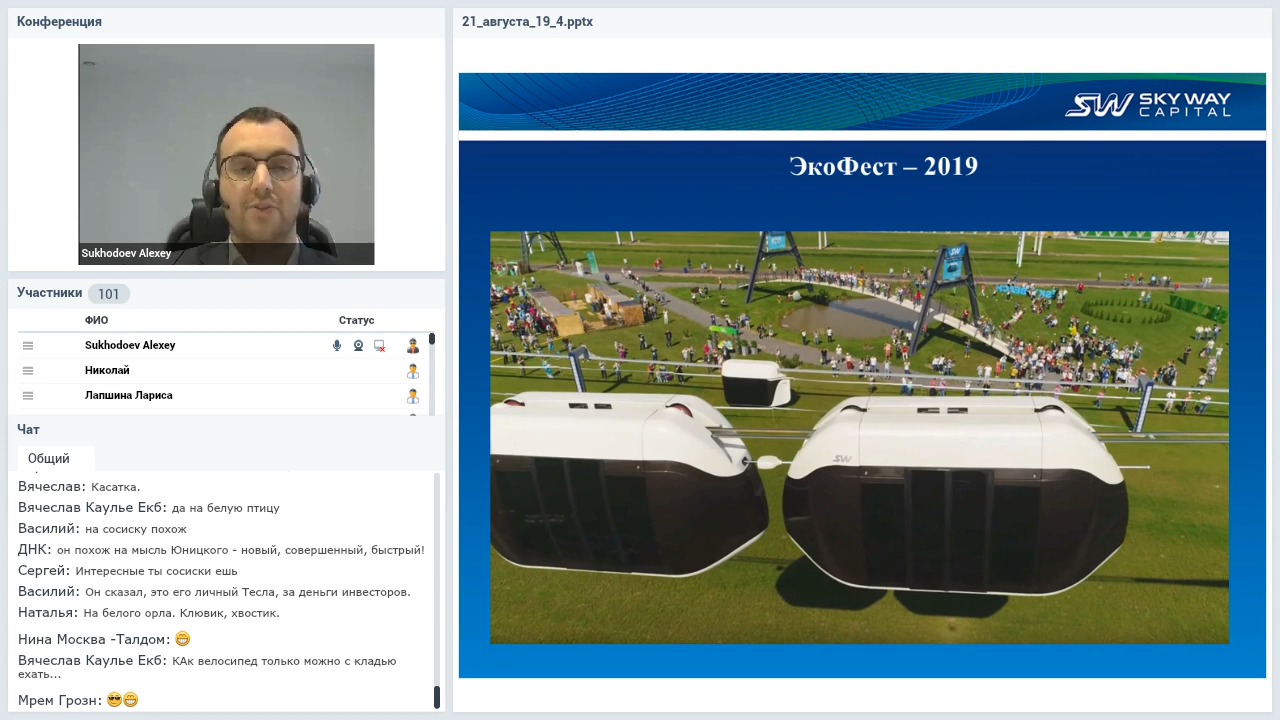 Конференция
Sukhodoev Alexey
Участники 101
ФИО Статус
Sukhodoev Alexey
Николай
Лапшина Лариса
Чат
Общий
Вячеслав: Касатка.
Вячеслав Каулье Екб: да на белую птицу
Василий: на сосиску похож
ДНК: он похож на мысль Юницкого - новый, совершенный, быстрый!
Сергей: Интересные ты сосиски ешь
Василий: Он сказал, это его личный Тесла, за деньги инвесторов.
Наталья: На белого орла. Клювик, хвостик.
Нина Москва -Талдом:
Вячеслав Каулье Екб: КАк велосипед только можно с кладью
ехать...
Мрем Грозн:
21_августа_19_4.pptx
SW SKY WAY
CAPITAL
ЭкоФест – 2019
SW
SW